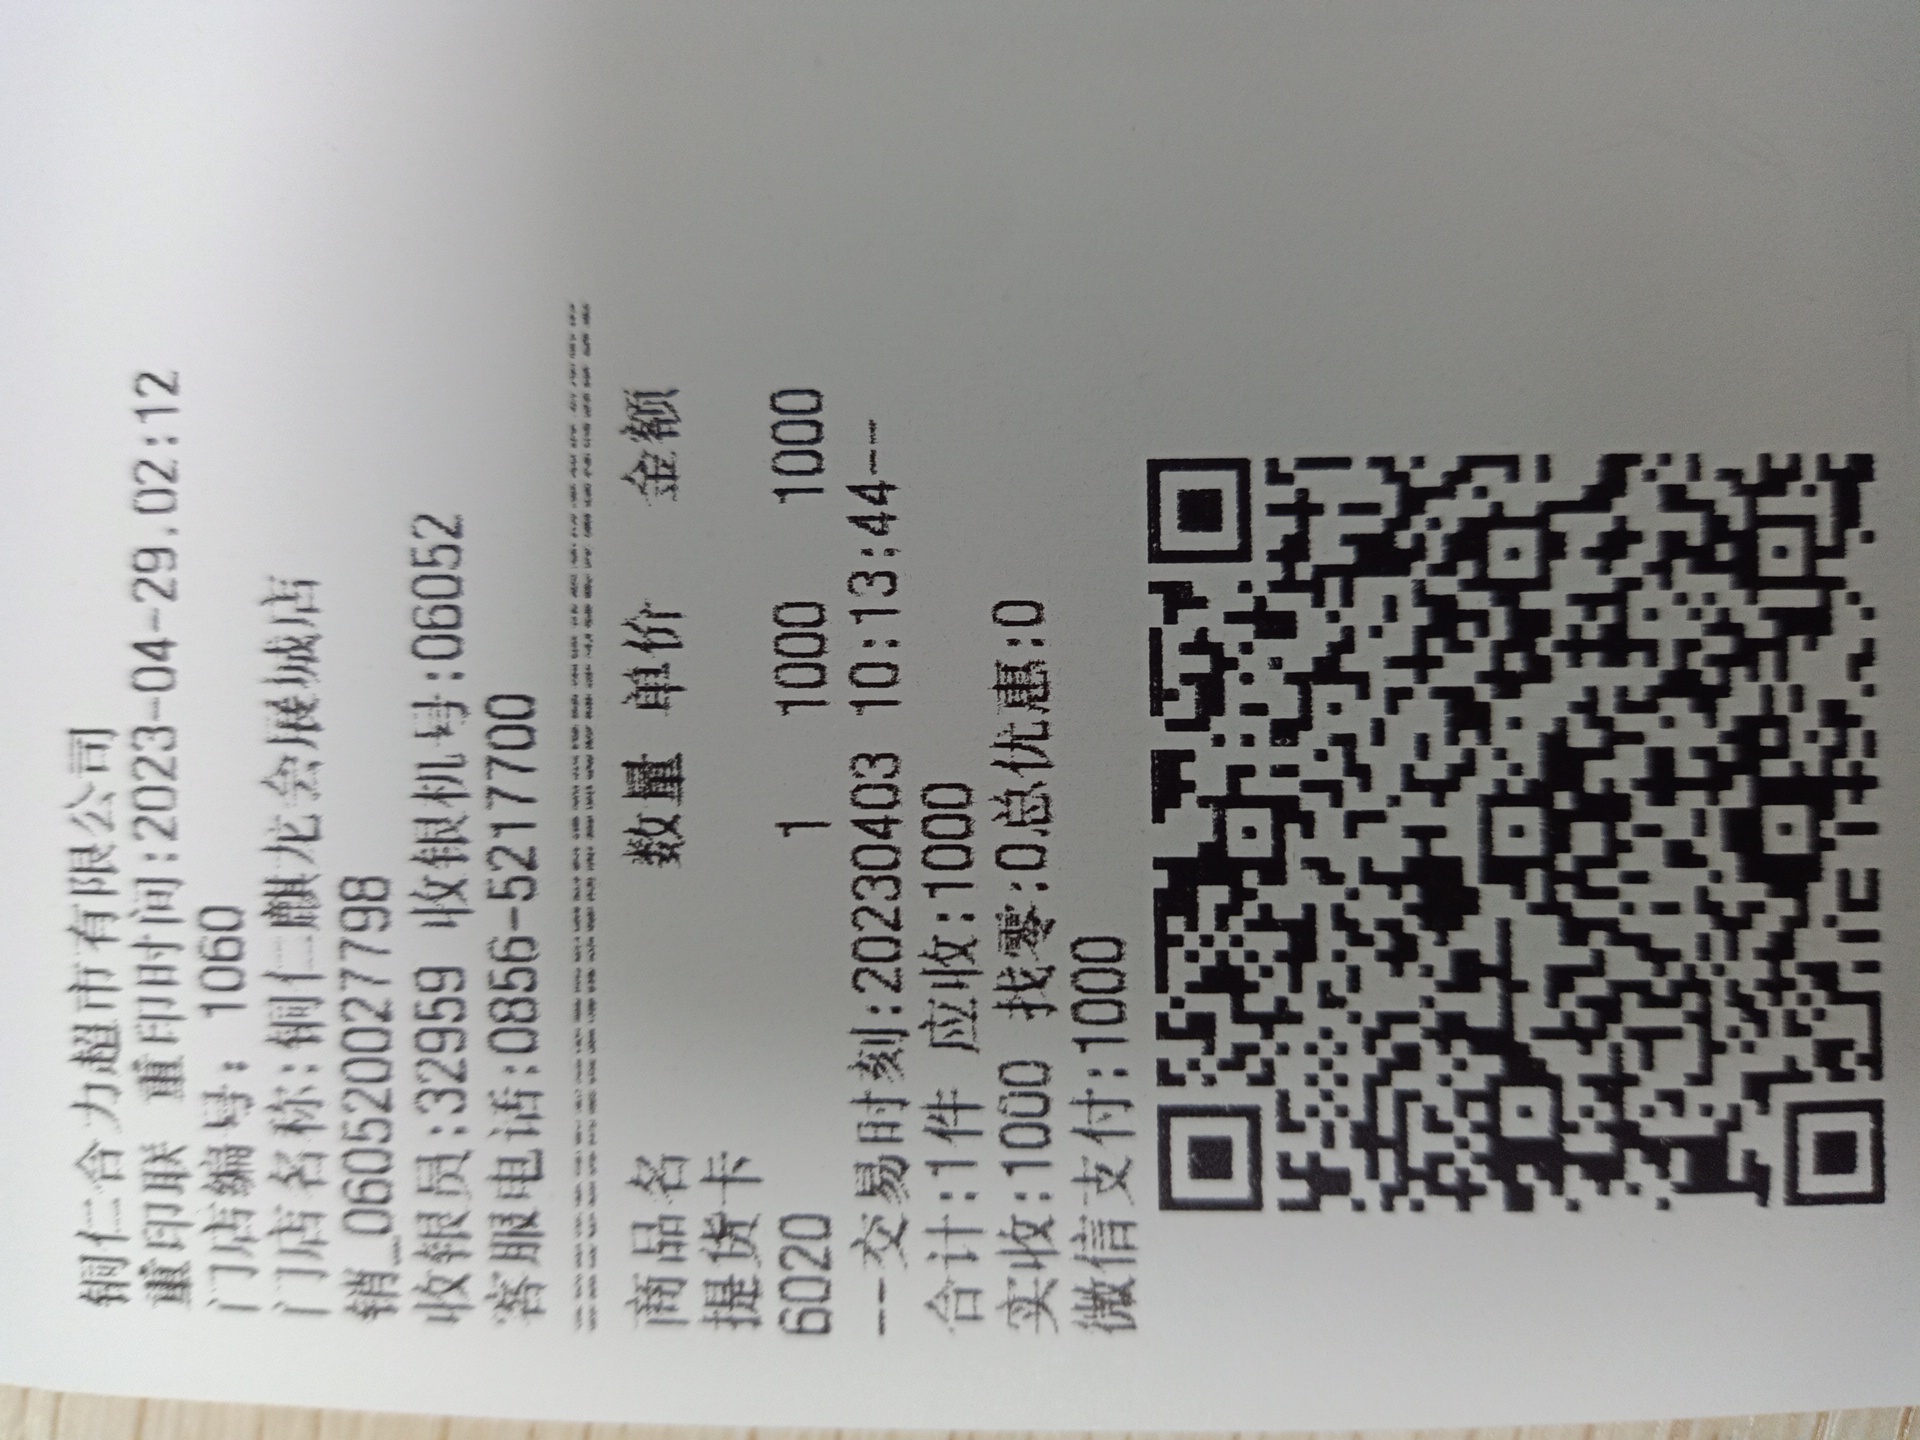 铜仁合力超市有限公司
重印联 重印时间:2023-04-29.02:12
门店编号: 1060
门店名称:铜仁麒龙会展城店
销_060520027798
收银员:32959 收银机号:06052
客服电话:0856-5217700
商品名 数量 单价 金额
提货卡
6020 1 1000 1000
--交易时刻:20230403 10:13:44--
合计:1件 应收:1000
实收:1000 找零:0总优惠:0
微信支付:1000